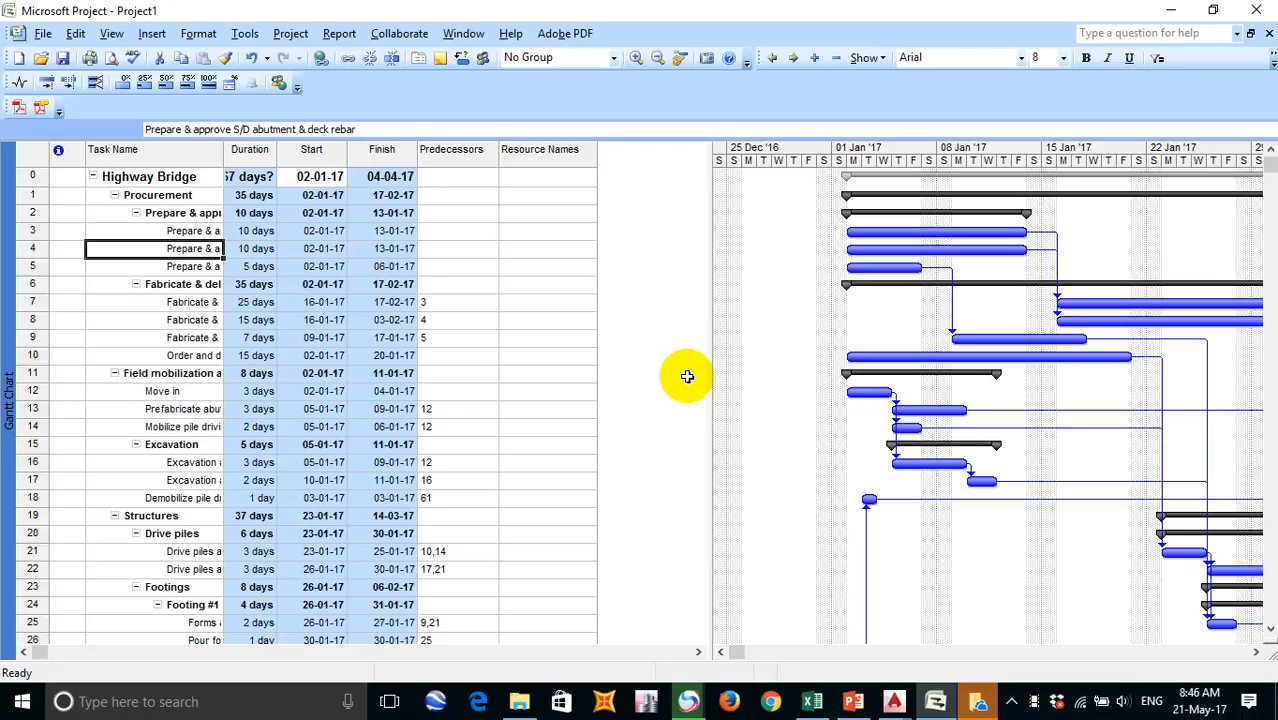 Microsoft Project - Project1
File Edit View Insert Format Tools Project Report Collaborate Window Help Adobe PDF Type a question for help
No Group Show Arial 8 B I U
0% 25% 50% 75% 100%
Prepare & approve S/D abutment & deck rebar
Task Name Duration Start Finish Predecessors Resource Names 25 Dec '16 01 Jan '17 08 Jan '17 15 Jan '17 22 Jan '17
S S M T W T F S S M T W T F S S M T W T F S S M T W T F S S M T W T F S S
0 Highway Bridge 67 days? 02-01-17 04-04-17
1 Procurement 35 days 02-01-17 17-02-17
2 Prepare & appr 10 days 02-01-17 13-01-17
3 Prepare & a 10 days 02-01-17 13-01-17
4 Prepare & a 10 days 02-01-17 13-01-17
5 Prepare & a 5 days 02-01-17 06-01-17
6 Fabricate & del 35 days 02-01-17 17-02-17
7 Fabricate & 25 days 16-01-17 17-02-17 3
8 Fabricate & 15 days 16-01-17 03-02-17 4
9 Fabricate & 7 days 09-01-17 17-01-17 5
10 Order and d 15 days 02-01-17 20-01-17
11 Field mobilization a 8 days 02-01-17 11-01-17
12 Move in 3 days 02-01-17 04-01-17
13 Prefabricate abu 3 days 05-01-17 09-01-17 12
14 Mobilize pile drivi 2 days 05-01-17 06-01-17 12
15 Excavation 5 days 05-01-17 11-01-17
16 Excavation 3 days 05-01-17 09-01-17 12
17 Excavation 2 days 10-01-17 11-01-17 16
18 Demobilize pile dr 1 day 03-01-17 03-01-17 61
19 Structures 37 days 23-01-17 14-03-17
20 Drive piles 6 days 23-01-17 30-01-17
21 Drive piles a 3 days 23-01-17 25-01-17 10,14
22 Drive piles a 3 days 26-01-17 30-01-17 17,21
23 Footings 8 days 26-01-17 06-02-17
24 Footing #1 4 days 26-01-17 31-01-17
25 Forms 2 days 26-01-17 27-01-17 9,21
26 Pour fo 1 day 30-01-17 30-01-17 25
Gantt Chart
Ready
Type here to search
ENG
8:46 AM
21-May-17